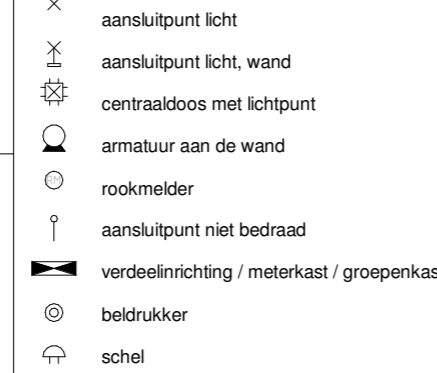 aansluitpunt licht
aansluitpunt licht, wand
centraaldoos met lichtpunt
armatuur aan de wand
RM rookmelder
aansluitpunt niet bedraad
verdeelinrichting / meterkast / groepenkas
beldrukker
schel